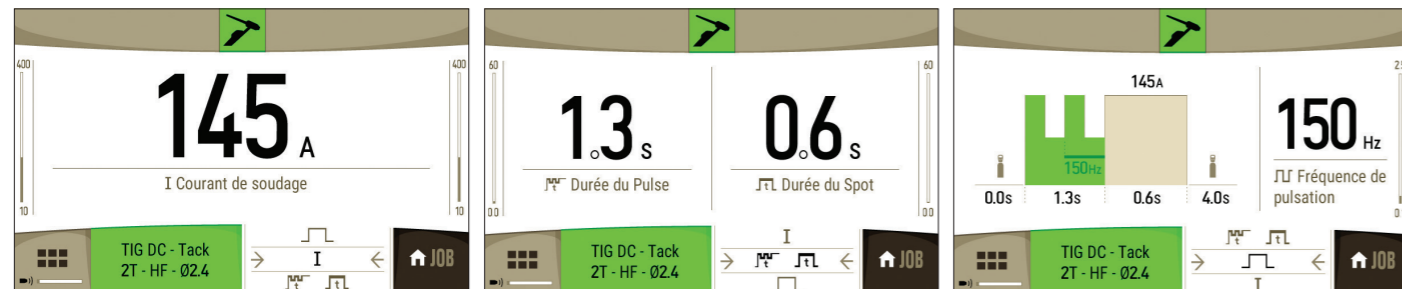 400
400
145 A
I Courant de soudage
10
10
TIG DC - Tack
2T - HF - Ø2.4
I
t
t
JOB
60
60
1.3 s
0.6 s
t Durée du Pulse
t Durée du Spot
0.0
0.0
TIG DC - Tack
2T - HF - Ø2.4
I
t
t
JOB
145A
150Hz
0.0s
1.3s
0.6s
4.0s
150 Hz
Fréquence de
pulsation
TIG DC - Tack
2T - HF - Ø2.4
t
t
I
JOB